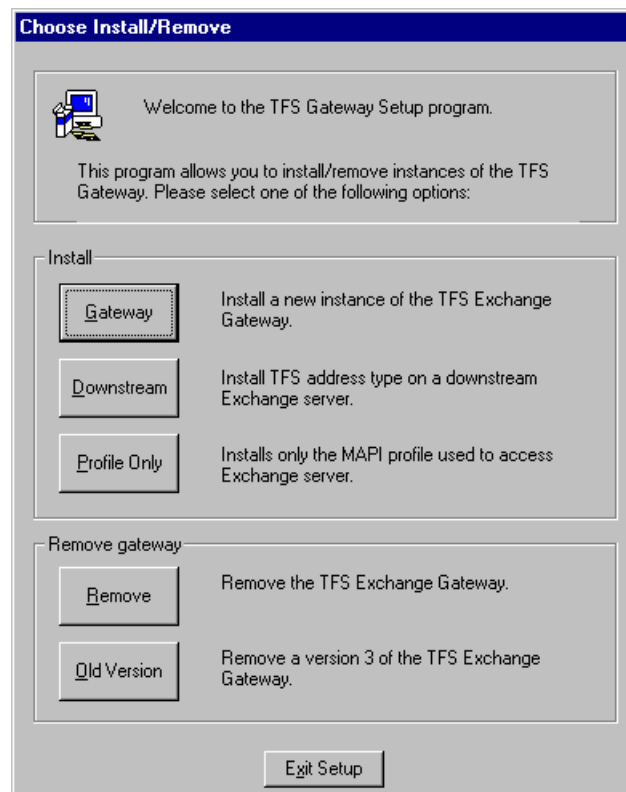 Choose Install/Remove
Welcome to the TFS Gateway Setup program.
This program allows you to install/remove instances of the TFS
Gateway. Please select one of the following options:
Install
Gateway
Install a new instance of the TFS Exchange
Gateway.
Downstream
Install TFS address type on a downstream
Exchange server.
Profile Only
Installs only the MAPI profile used to access
Exchange server.
Remove gateway
Remove
Remove the TFS Exchange Gateway.
Old Version
Remove a version 3 of the TFS Exchange
Gateway.
Exit Setup